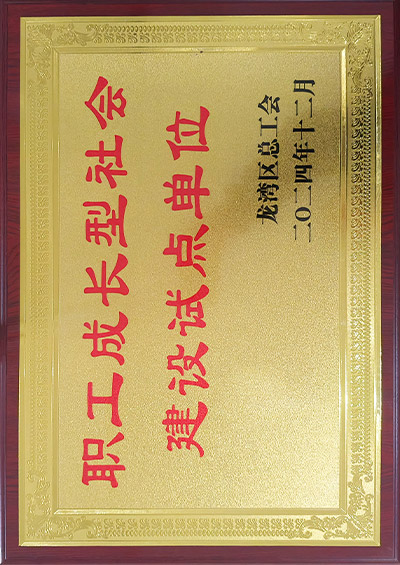 职工成长型社会
建设试点单位
龙湾区总工会
二〇二四年十二月